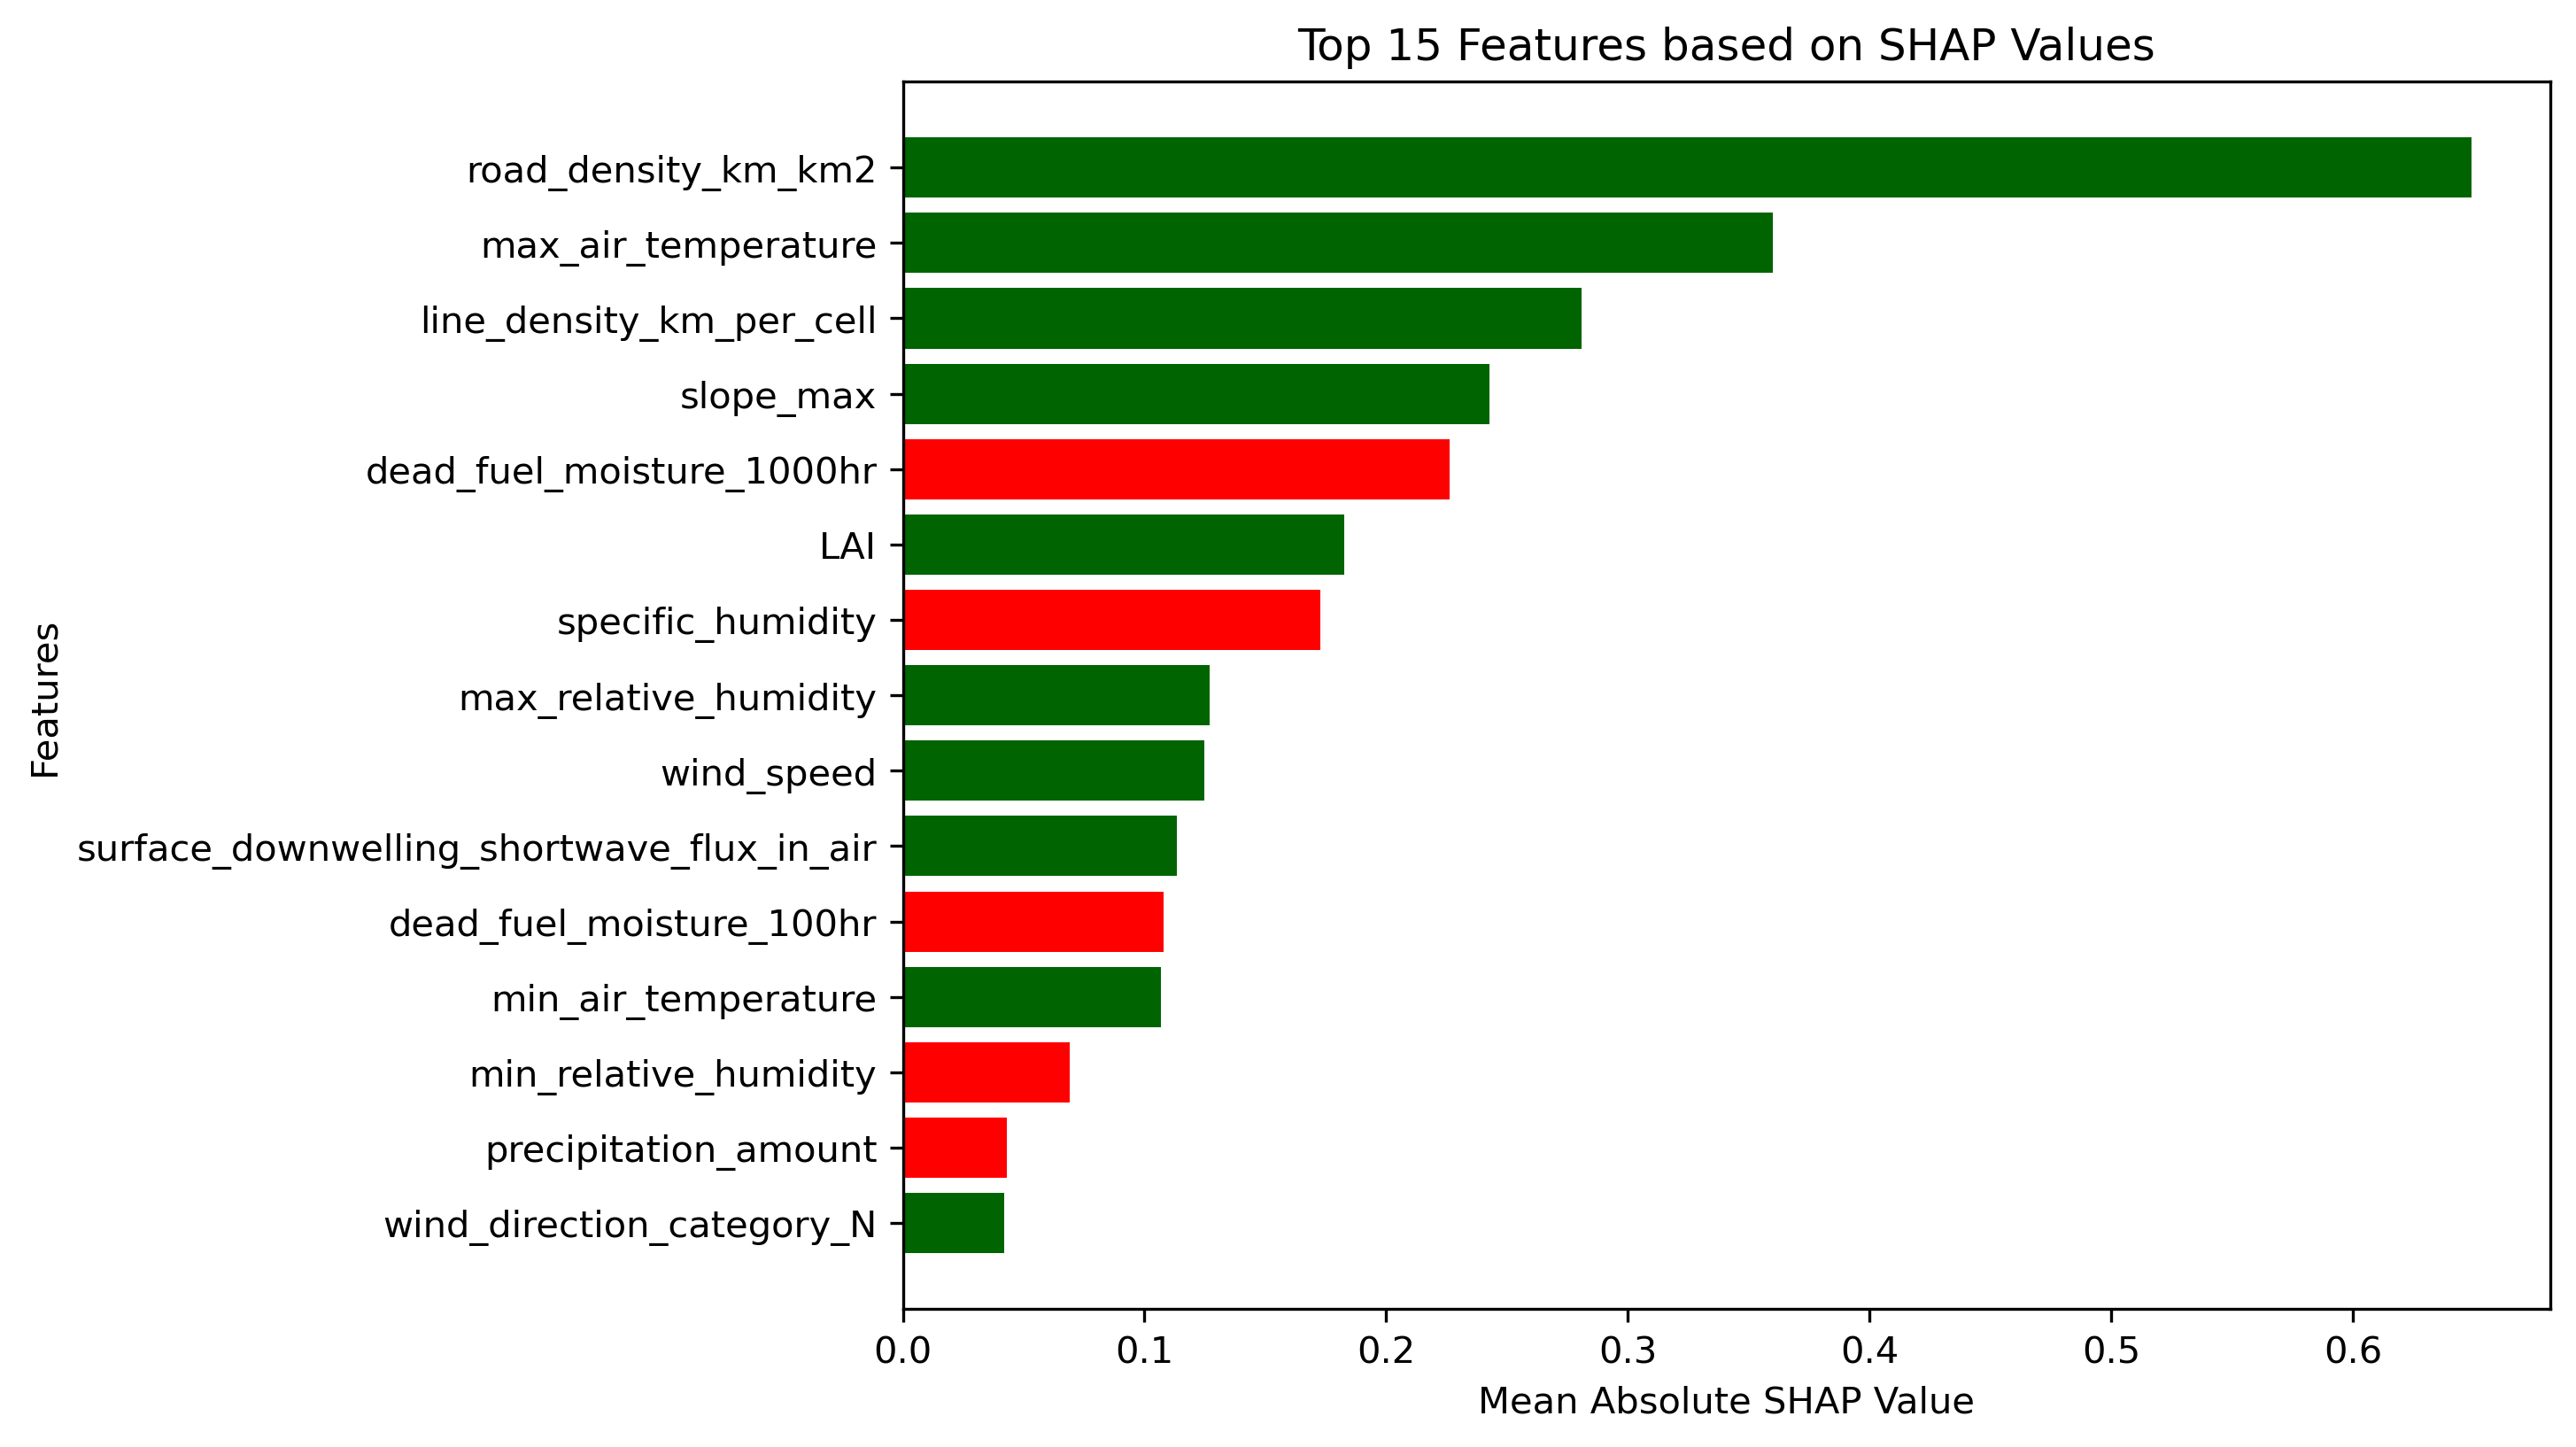 Top 15 Features based on SHAP Values
Features
road_density_km_km2
max_air_temperature
line_density_km_per_cell
slope_max
dead_fuel_moisture_1000hr
LAI
specific_humidity
max_relative_humidity
wind_speed
surface_downwelling_shortwave_flux_in_air
dead_fuel_moisture_100hr
min_air_temperature
min_relative_humidity
precipitation_amount
wind_direction_category_N
0.0 0.1 0.2 0.3 0.4 0.5 0.6
Mean Absolute SHAP Value